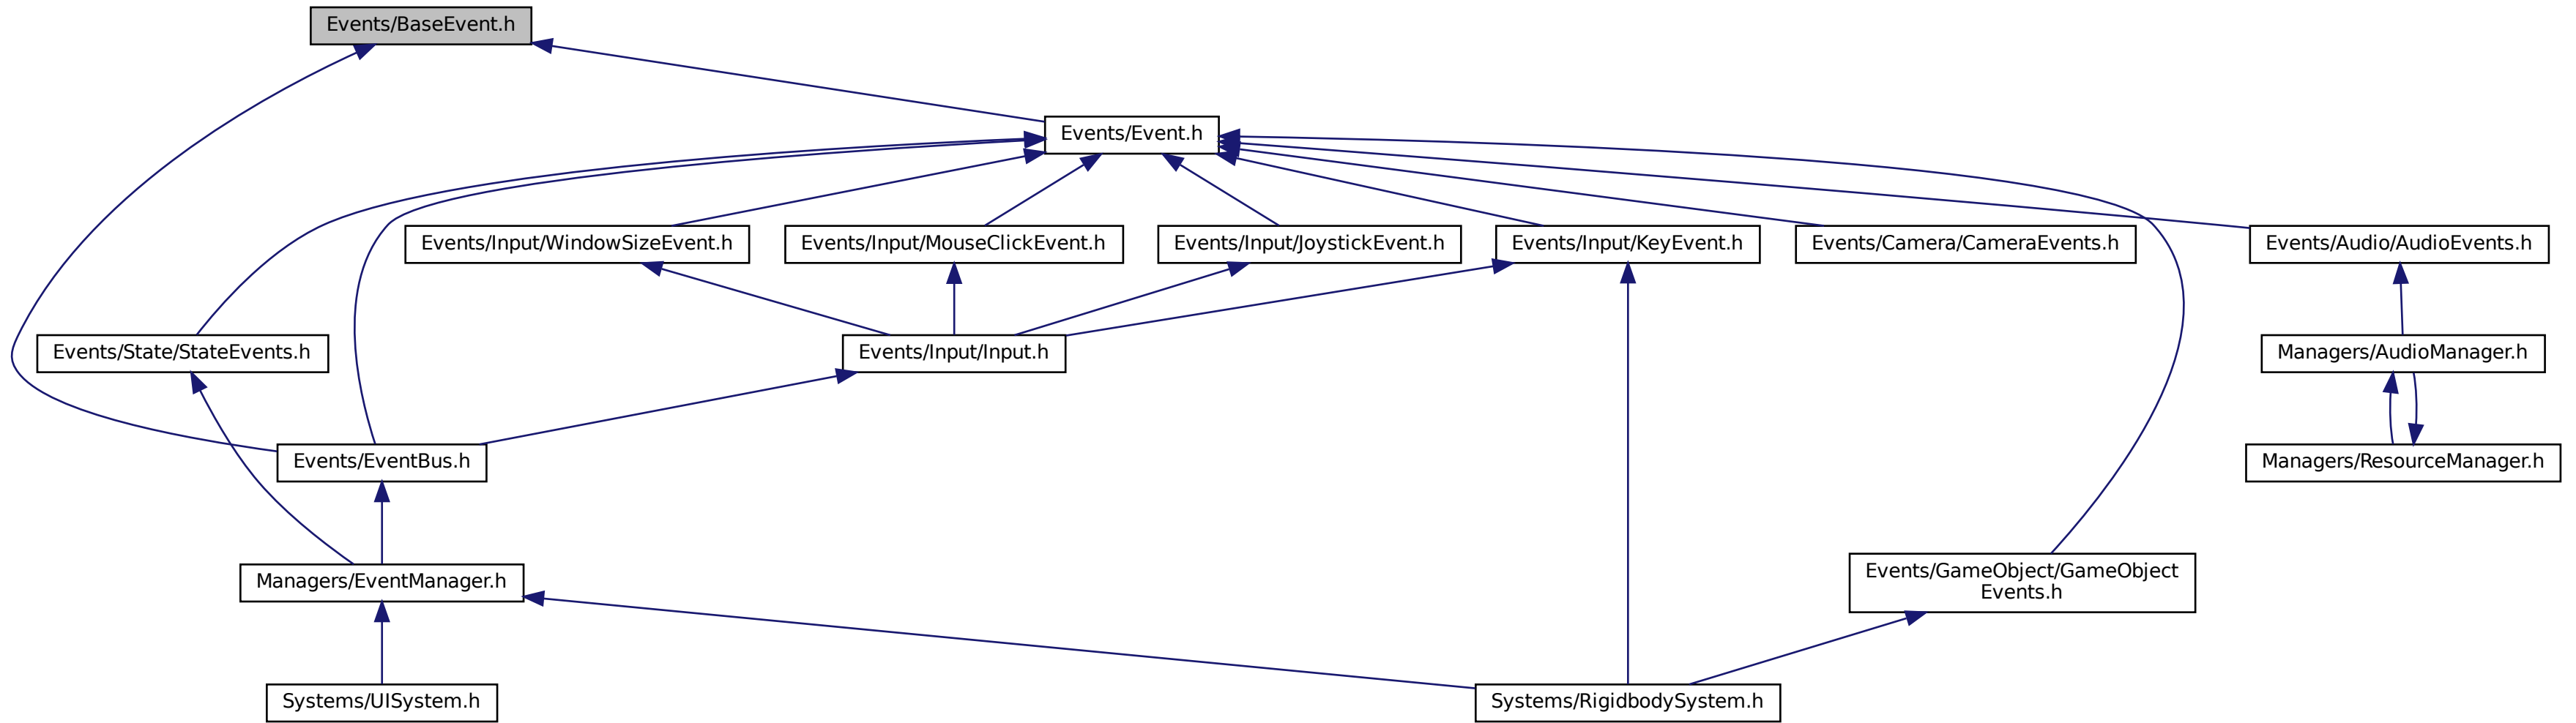 Events/BaseEvent.h
Events/Event.h
Events/Input/WindowSizeEvent.h
Events/Input/MouseClickEvent.h
Events/Input/JoystickEvent.h
Events/Input/KeyEvent.h
Events/Camera/CameraEvents.h
Events/Audio/AudioEvents.h
Events/State/StateEvents.h
Events/Input/Input.h
Managers/AudioManager.h
Events/EventBus.h
Managers/ResourceManager.h
Managers/EventManager.h
Events/GameObject/GameObject
Events.h
Systems/UISystem.h
Systems/RigidbodySystem.h